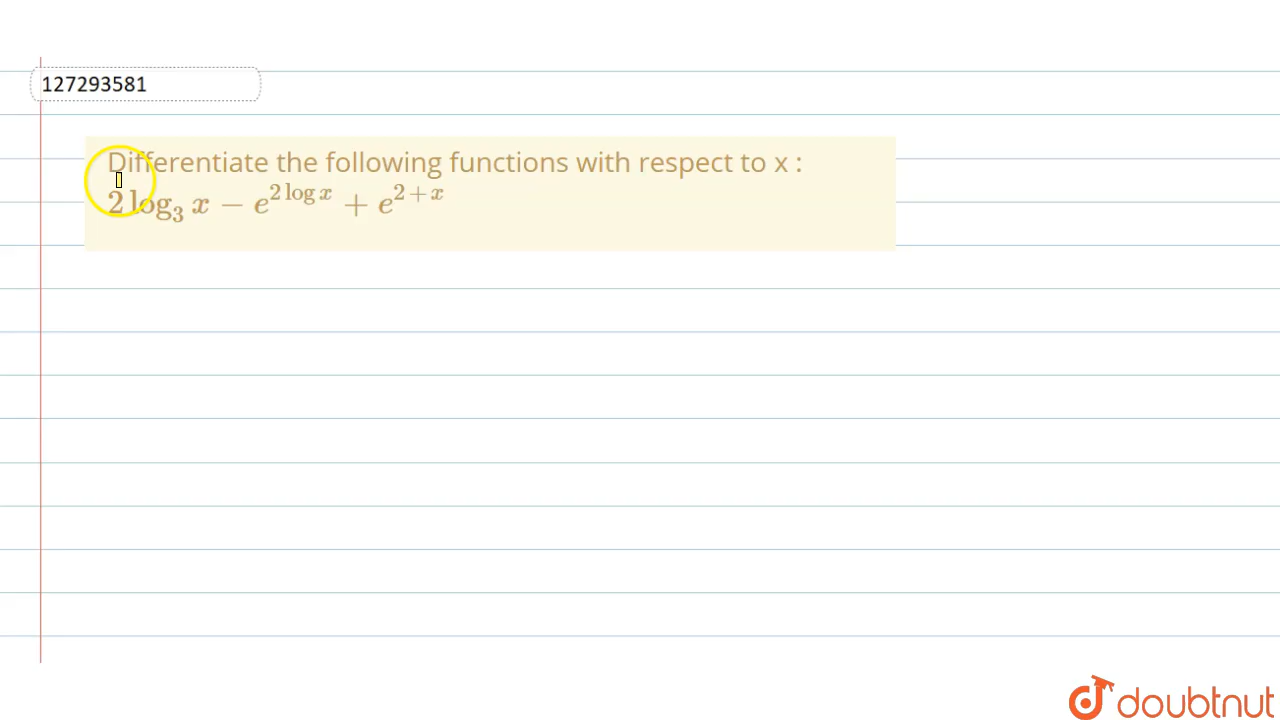 127293581
Differentiate the following functions with respect to x :
2 log₃ x − e^{2 log x} + e^{2 + x}
doubtnut